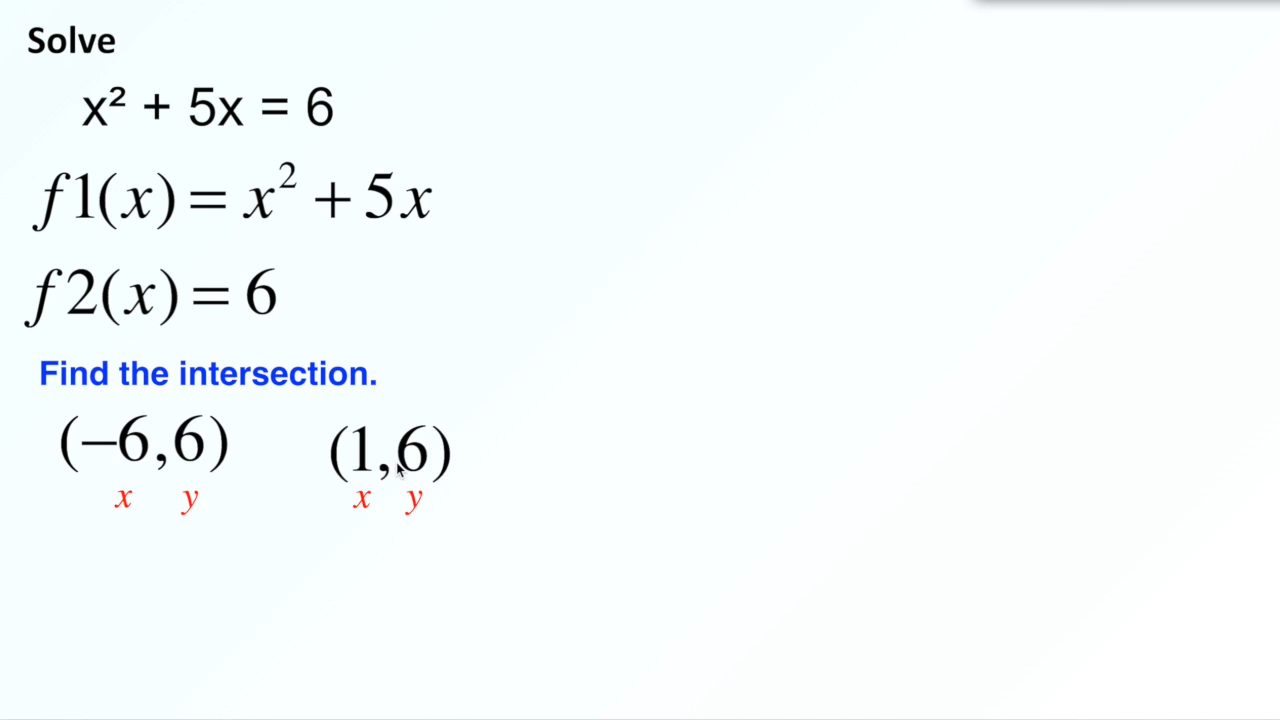 Solve
x² + 5x = 6
f1(x) = x² + 5x
f2(x) = 6
Find the intersection.
(−6,6) (1,6)
x y x y